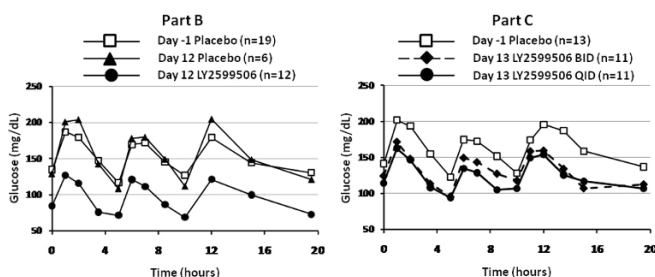 Part B
Day -1 Placebo (n=19)
Day 12 Placebo (n=6)
Day 12 LY2599506 (n=12)
250
200
150
100
50
Glucose (mg/dL)
0 4 8 12 16 20
Time (hours)
Part C
Day -1 Placebo (n=13)
Day 13 LY2599506 BID (n=11)
Day 13 LY2599506 QID (n=11)
250
200
150
100
50
Glucose (mg/dL)
0 4 8 12 16 20
Time (hours)